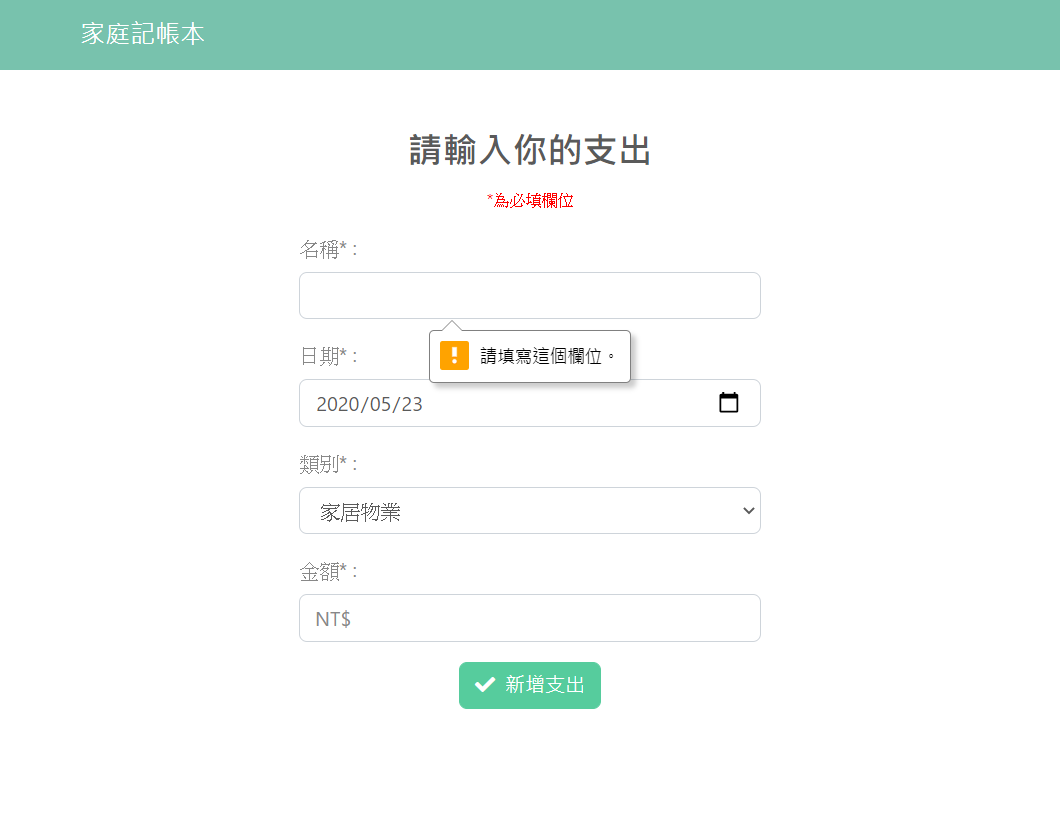 家庭記帳本
請輸入你的支出
*為必填欄位
名稱* :
請填寫這個欄位。
日期* :
2020/05/23
類別* :
家居物業
金額* :
NT$
新增支出